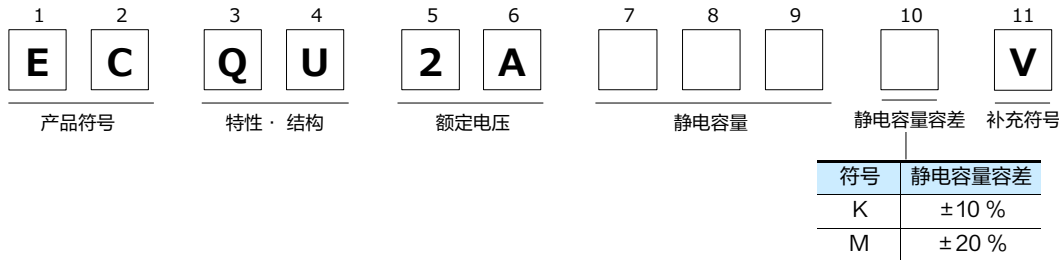 1 2 3 4 5 6 7 8 9 10 11
E C Q U 2 A V
产品符号 特性· 结构 额定电压 静电容量 静电容量容差 补充符号
符号 静电容量容差
K ±10 %
M ±20 %